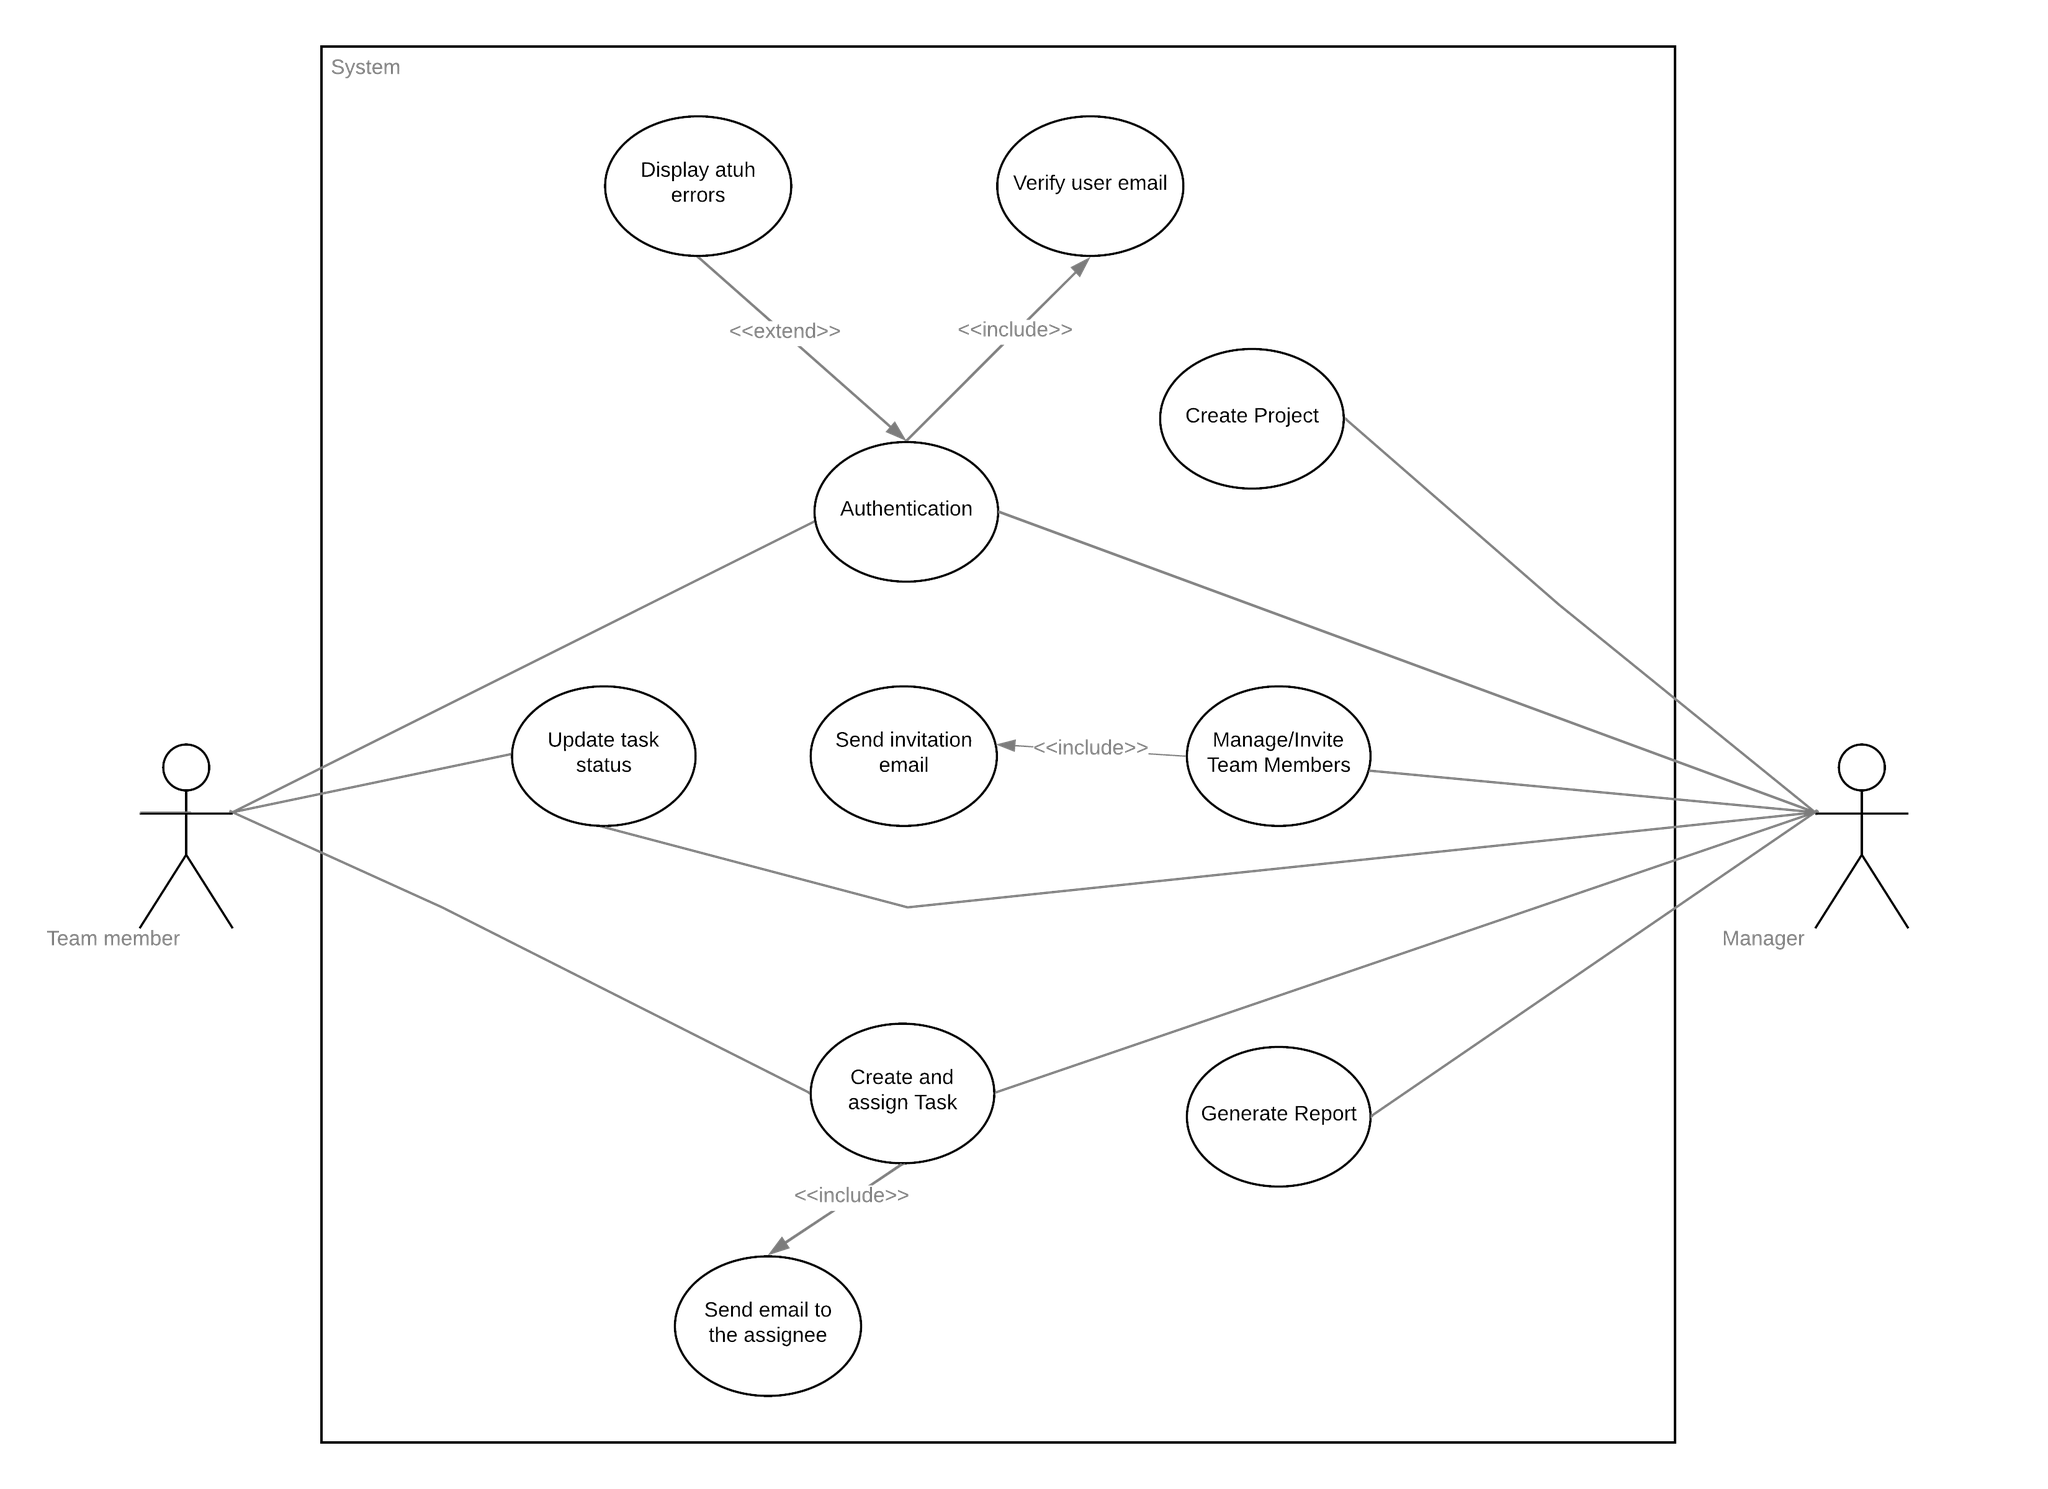 System
Display atuh
errors
Verify user email
<<extend>>
<<include>>
Create Project
Authentication
Update task
status
Send invitation
email
<<include>>
Manage/Invite
Team Members
Team member
Manager
Create and
assign Task
Generate Report
<<include>>
Send email to
the assignee